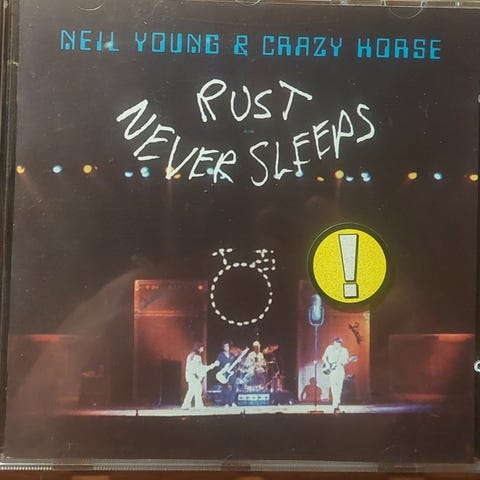 NEIL YOUNG & CRAZY HORSE
RUST
NEVER SLEEPS
!